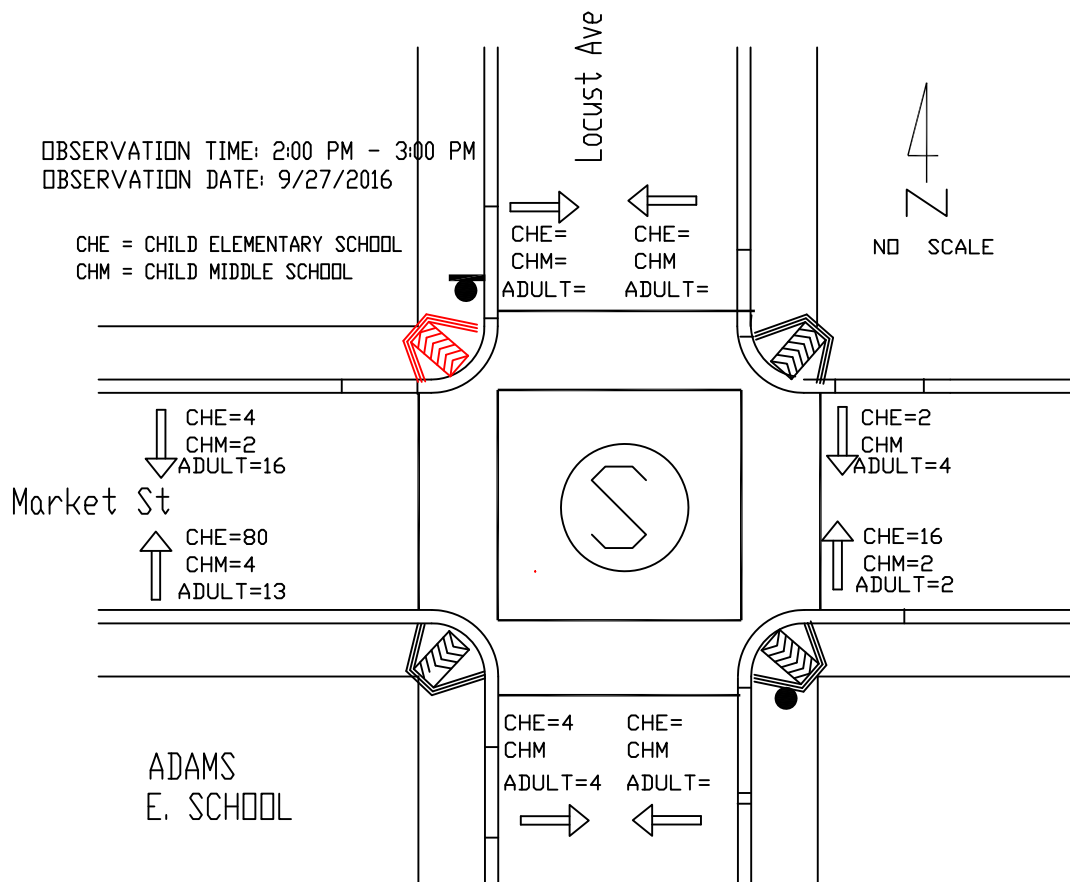 Locust Ave
OBSERVATION TIME: 2:00 PM - 3:00 PM
OBSERVATION DATE: 9/27/2016
CHE = CHILD ELEMENTARY SCHOOL
CHM = CHILD MIDDLE SCHOOL
N
NO SCALE
CHE=
CHM=
ADULT=
CHE=
CHM
ADULT=
CHE=4
CHM=2
ADULT=16
Market St
CHE=80
CHM=4
ADULT=13
S
CHE=2
CHM
ADULT=4
CHE=16
CHM=2
ADULT=2
CHE=4
CHM
ADULT=4
CHE=
CHM
ADULT=
ADAMS
E. SCHOOL